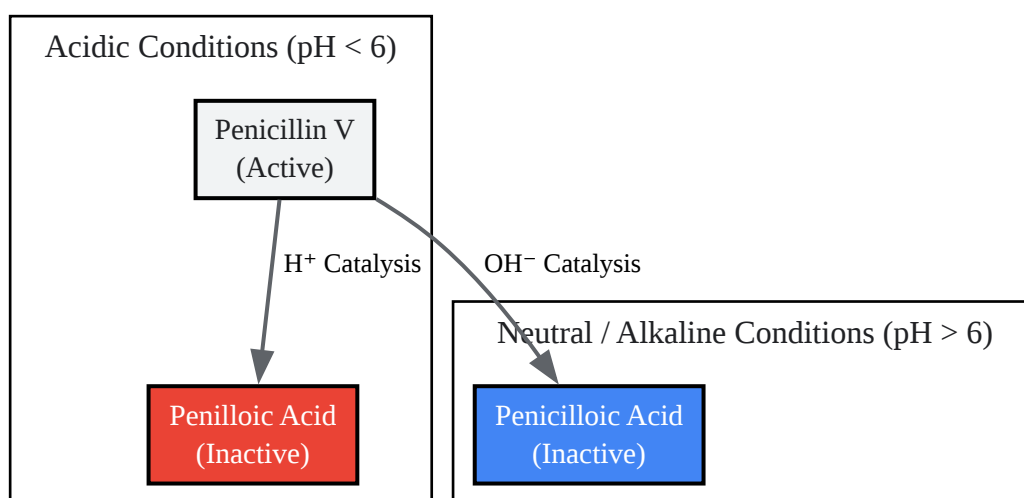 Acidic Conditions (pH < 6)
Penicillin V
(Active)
H⁺ Catalysis
OH⁻ Catalysis
Neutral / Alkaline Conditions (pH > 6)
Penilloic Acid
(Inactive)
Penicilloic Acid
(Inactive)